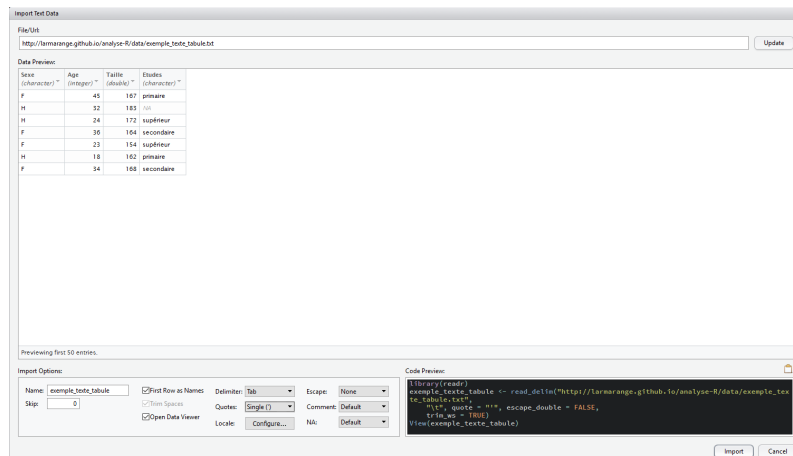 Import Text Data
File/Url:
http://larmarange.github.io/analyse-R/data/exemple_texte_tabule.txt
Update
Data Preview:
Sexe Age Taille Etudes
(character) (integer) (double) (character)
F 45 167 primaire
H 32 183 NA
H 24 172 supérieur
F 36 164 secondaire
F 23 154 supérieur
H 18 162 primaire
F 34 168 secondaire
Previewing first 50 entries.
Import Options:
Name: exemple_texte_tabule
Skip: 0
First Row as Names
Trim Spaces
Open Data Viewer
Delimiter: Tab
Quotes: Single (')
Locale: Configure...
Escape: None
Comment: Default
NA: Default
Code Preview:
library(readr)
exemple_texte_tabule <- read_delim("http://larmarange.github.io/analyse-R/data/exemple_tex
te_tabule.txt",
"\t", quote = "'", escape_double = FALSE,
trim_ws = TRUE)
View(exemple_texte_tabule)
Import Cancel